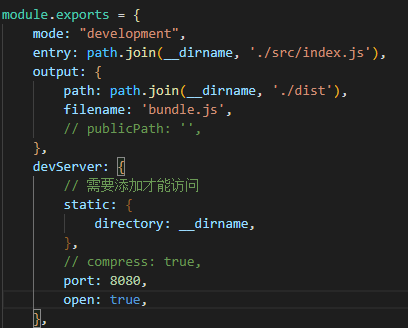 module.exports = {
    mode: "development",
    entry: path.join(__dirname, './src/index.js'),
    output: {
        path: path.join(__dirname, './dist'),
        filename: 'bundle.js',
        // publicPath: '',
    },
    devServer: {
        // 需要添加才能访问
        static: {
            directory: __dirname,
        },
        // compress: true,
        port: 8080,
        open: true,
    },